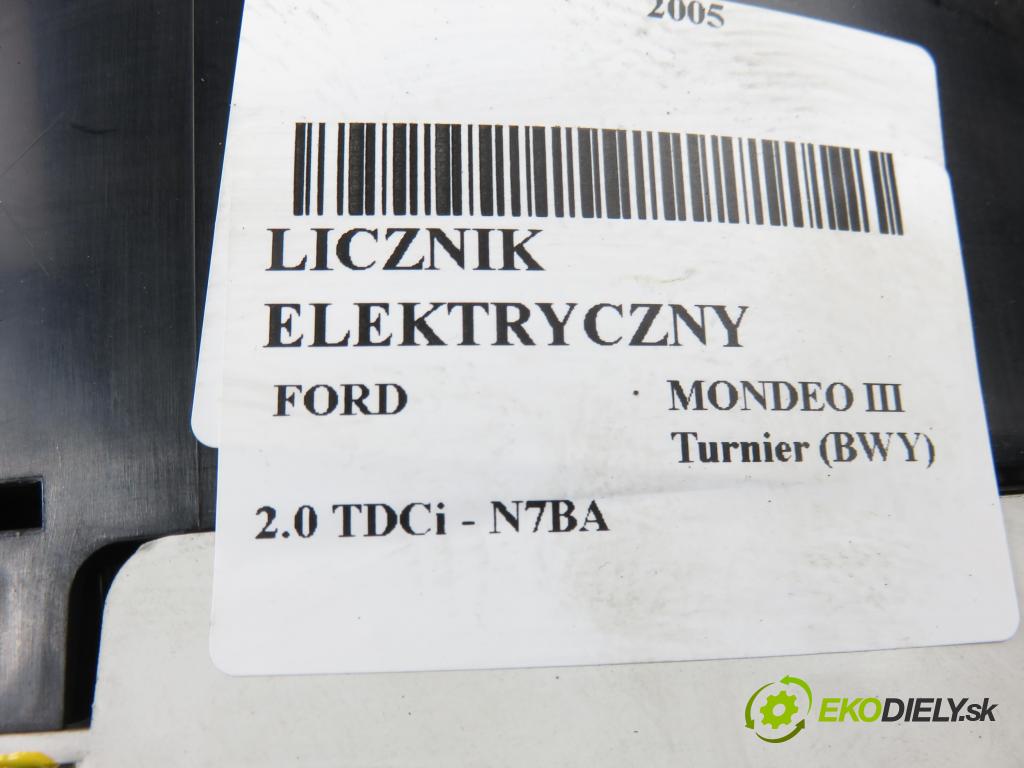 2005
LICZNIK
ELEKTRYCZNY
FORD MONDEO III
Turnier (BWY)
2.0 TDCi - N7BA
EKODIELY.sk